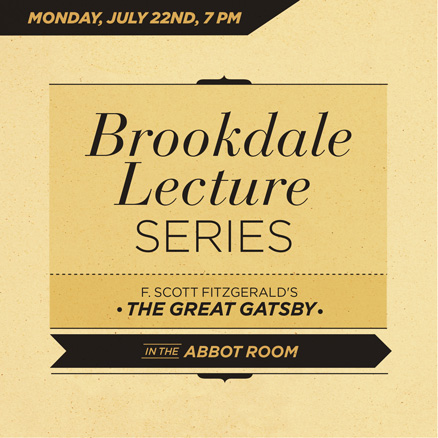 MONDAY, JULY 22ND, 7 PM
Brookdale
Lecture
SERIES
F. SCOTT FITZGERALD'S
• THE GREAT GATSBY •
IN THE ABBOT ROOM